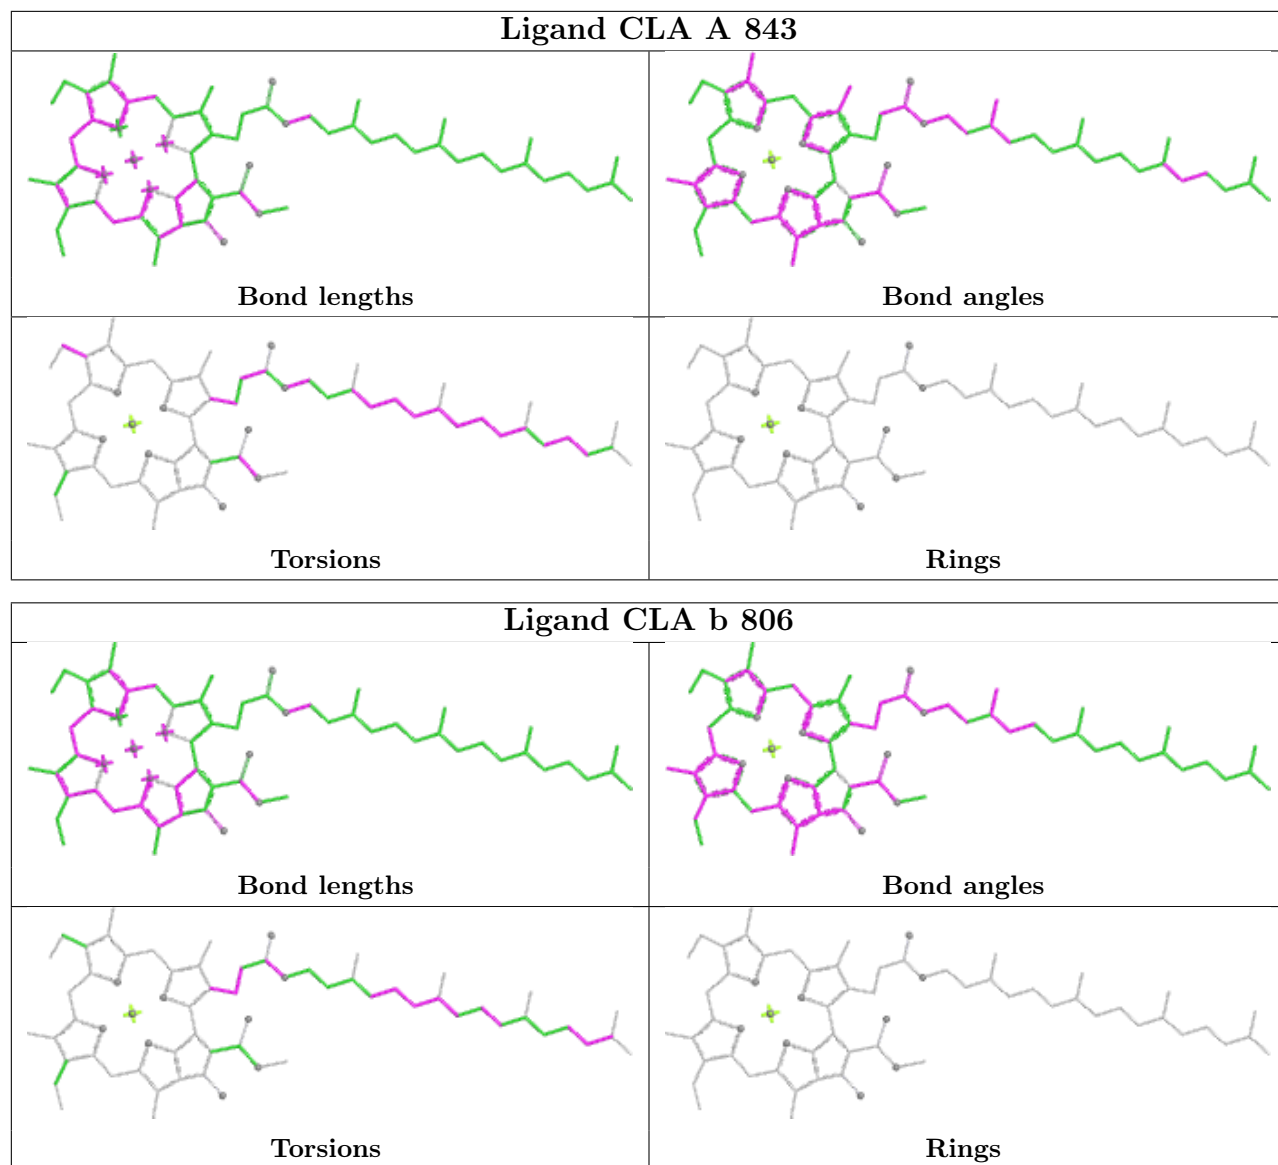 Ligand CLA A 843
Bond lengths
Bond angles
Torsions
Rings
Ligand CLA b 806
Bond lengths
Bond angles
Torsions
Rings